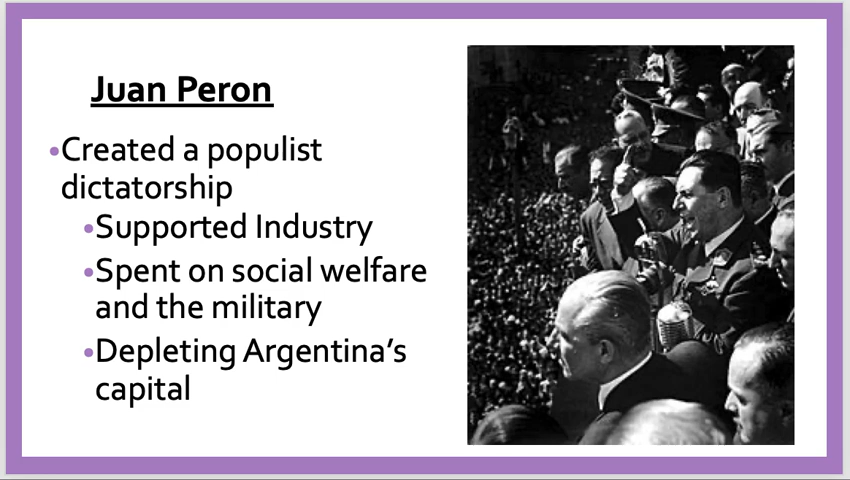 Juan Peron
•Created a populist
dictatorship
•Supported Industry
•Spent on social welfare
and the military
•Depleting Argentina’s
capital